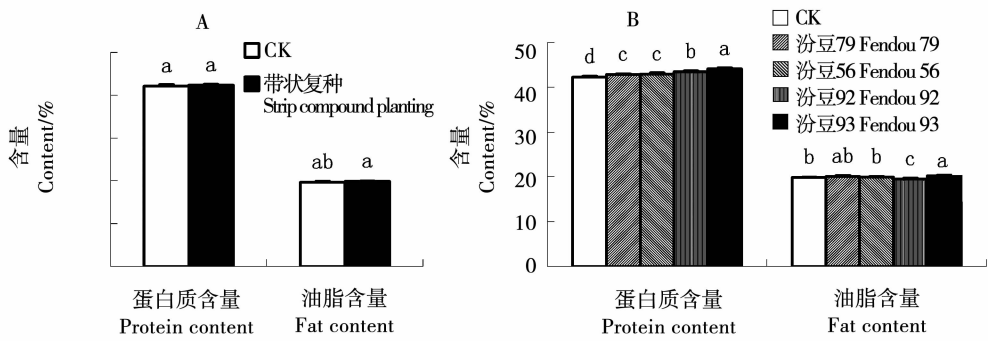 A
CK
带状复种
Strip compound planting
a a
ab a
含量
Content/%
蛋白质含量
Protein content
油脂含量
Fat content
B
CK
汾豆79 Fendou 79
汾豆56 Fendou 56
汾豆92 Fendou 92
汾豆93 Fendou 93
50
40
30
20
10
0
d c c b a
b ab b c a
含量
Content/%
蛋白质含量
Protein content
油脂含量
Fat content